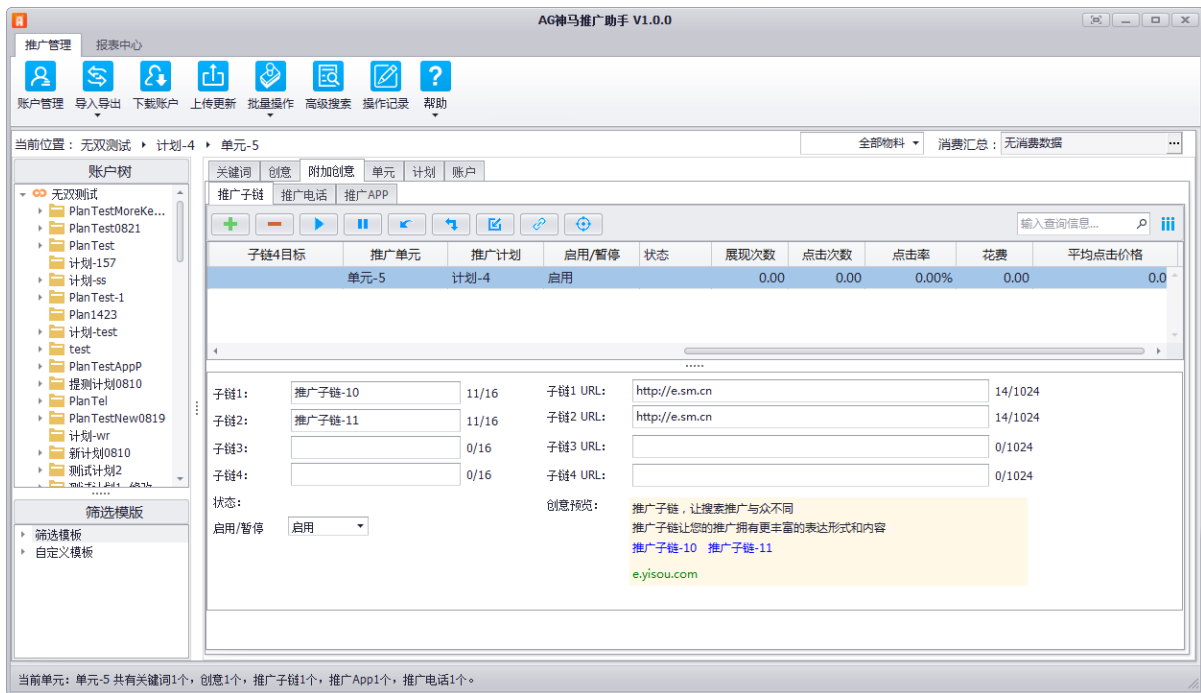 AG神马推广助手 V1.0.0
推广管理 报表中心
账户管理 导入导出 下载账户 上传更新 批量操作 高级搜索 操作记录 帮助
当前位置： 无双测试 计划-4 单元-5 全部物料 消费汇总： 无消费数据 ...
账户树
无双测试
PlanTestMoreKe...
PlanTest0821
PlanTest
计划-157
计划-ss
PlanTest-1
Plan1423
计划-test
test
PlanTestAppP
提测计划0810
PlanTel
PlanTestNew0819
计划-wr
新计划0810
测试计划2
筛选模版
筛选模板
自定义模板
关键词 创意 附加创意 单元 计划 账户
推广子链 推广电话 推广APP
输入查询信息...
子链4目标 推广单元 推广计划 启用/暂停 状态 展现次数 点击次数 点击率 花费 平均点击价格
单元-5 计划-4 启用 0.00 0.00 0.00% 0.00 0.0
子链1: 推广子链-10 11/16 子链1 URL: http://e.sm.cn 14/1024
子链2: 推广子链-11 11/16 子链2 URL: http://e.sm.cn 14/1024
子链3: 0/16 子链3 URL: 0/1024
子链4: 0/16 子链4 URL: 0/1024
状态:
启用/暂停 启用
创意预览:
推广子链，让搜索推广与众不同
推广子链让您的推广拥有更丰富的表达形式和内容
推广子链-10 推广子链-11
e.yisou.com
当前单元: 单元-5 共有关键词1个，创意1个，推广子链1个，推广App1个，推广电话1个。